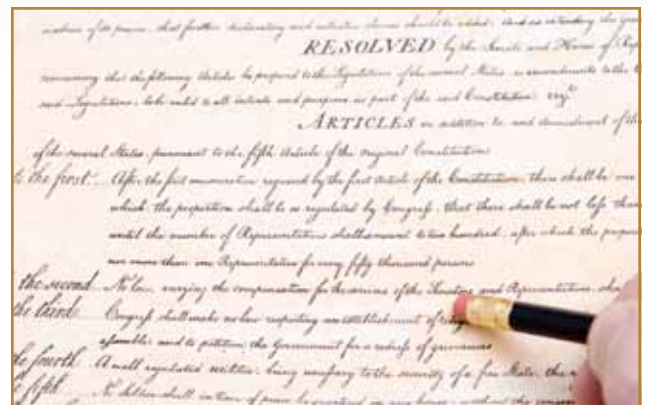 abuse of its powers, that further declaratory and restrictive clauses should be added: And as extending the
RESOLVED by the Senate and House of Rep
concurring that the following Articles be proposed to the Legislatures of the several States, as amendments to the
said Legislatures, to be valid to all intents and purposes as part of the said Constitution. vizt
ARTICLES in addition to, and Amendment of the
of the several States, pursuant to the fifth Article of the original Constitution
the first... After the first enumeration required by the first Article of the Constitution, there shall be one
which, the proportion shall be so regulated by Congress, that there shall be not less than
until the number of Representatives shall amount to two hundred, after which the propor
nor more than one Representative for every fifty thousand persons
the second... No law, varying the compensation for the services of the Senators and Representatives, sha
the third... Congress shall make no law respecting an establishment of relig
assemble, and to petition the Government for a redress of grievances
the fourth... A well regulated militia, being necessary to the security of a free State, the
fifth... No Soldier shall, in time of peace be quartered in any house, without the consen